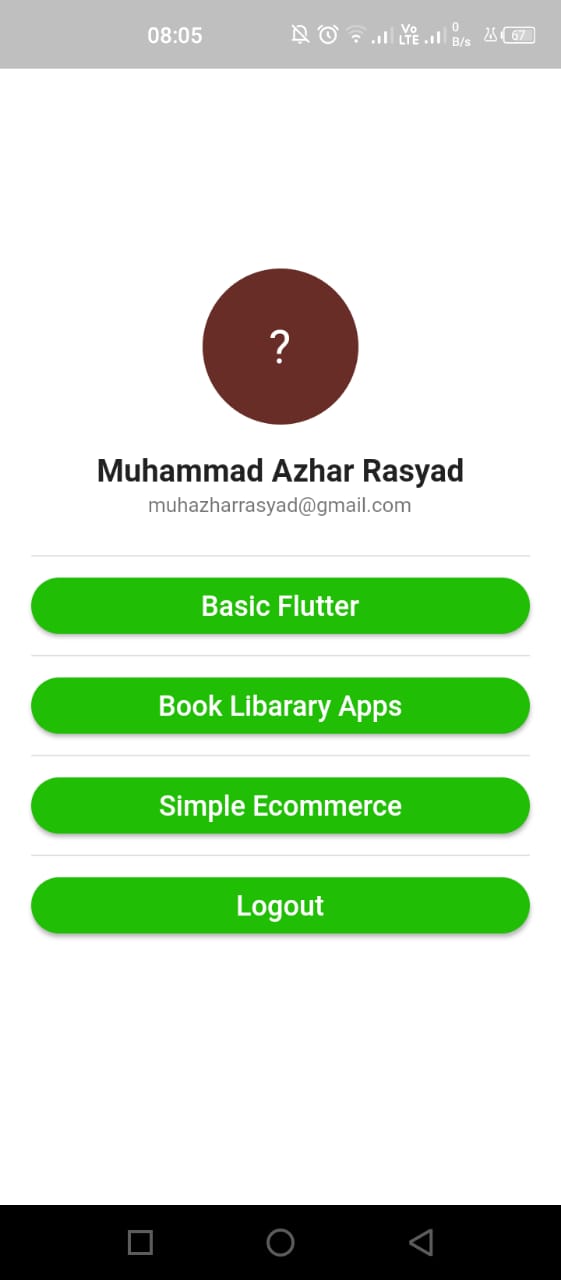 08:05
Vo
LTE
0
B/s
67
?
Muhammad Azhar Rasyad
muhazharrasyad@gmail.com
Basic Flutter
Book Libarary Apps
Simple Ecommerce
Logout